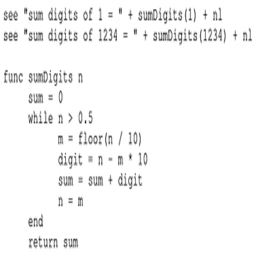 see "sum digits of 1 = " + sumDigits(1) + nl
see "sum digits of 1234 = " + sumDigits(1234) + nl

func sumDigits n
     sum = 0
     while n > 0.5
           m = floor(n / 10)
           digit = n - m * 10
           sum = sum + digit
           n = m
     end
     return sum